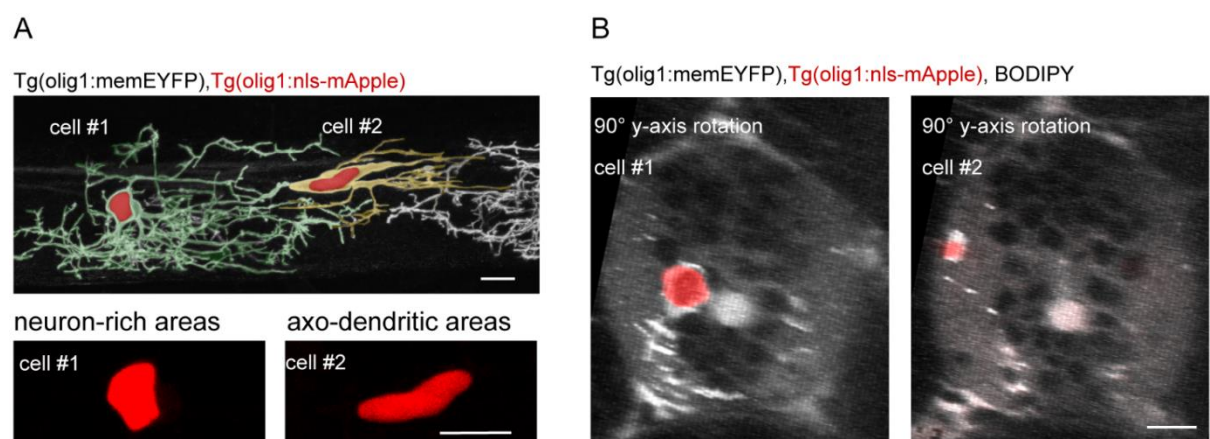 A
Tg(olig1:memEYFP),Tg(olig1:nls-mApple)
cell #1
cell #2
neuron-rich areas
axo-dendritic areas
cell #1
cell #2
B
Tg(olig1:memEYFP),Tg(olig1:nls-mApple), BODIPY
90° y-axis rotation
cell #1
90° y-axis rotation
cell #2